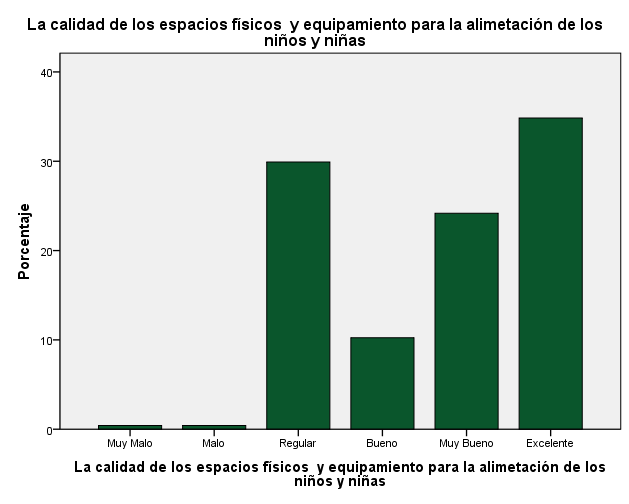 La calidad de los espacios físicos y equipamiento para la alimetación de los
niños y niñas
40
30
20
10
0
Porcentaje
Muy Malo
Malo
Regular
Bueno
Muy Bueno
Excelente
La calidad de los espacios físicos y equipamiento para la alimetación de los
niños y niñas